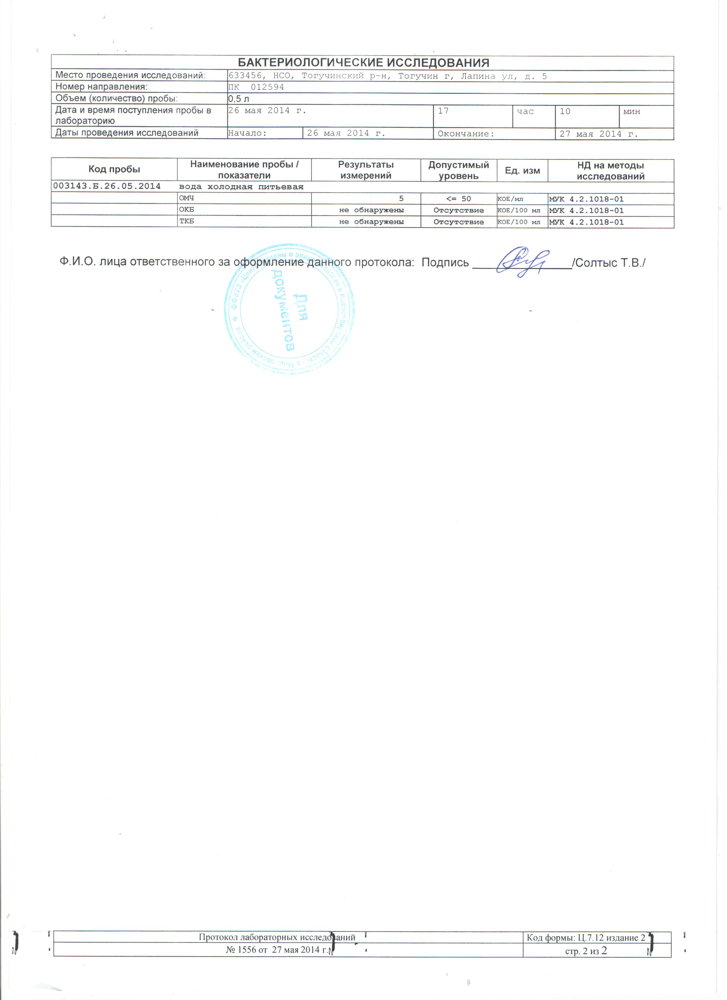 БАКТЕРИОЛОГИЧЕСКИЕ ИССЛЕДОВАНИЯ
Место проведения исследований: 633456, НСО, Тогучинский р-н, Тогучин г, Лапина ул, д. 5
Номер направления: ПК 012594
Объем (количество) пробы: 0,5 л
Дата и время поступления пробы в 26 мая 2014 г. 17 час 10 мин
лабораторию
Даты проведения исследований Начало: 26 мая 2014 г. Окончание: 27 мая 2014 г.
Код пробы Наименование пробы / показатели Результаты измерений Допустимый уровень Ед. изм НД на методы исследований
003143.Б.26.05.2014 вода холодная питьевая
ОМЧ 5 <= 50 КОЕ/мл МУК 4.2.1018-01
ОКБ не обнаружены Отсутствие КОЕ/100 мл МУК 4.2.1018-01
ТКБ не обнаружены Отсутствие КОЕ/100 мл МУК 4.2.1018-01
Ф.И.О. лица ответственного за оформление данного протокола: Подпись /Солтыс Т.В./
Для
документов
Протокол лабораторных исследований Код формы: Ц.7.12 издание 2
№ 1556 от 27 мая 2014 г. стр. 2 из 2